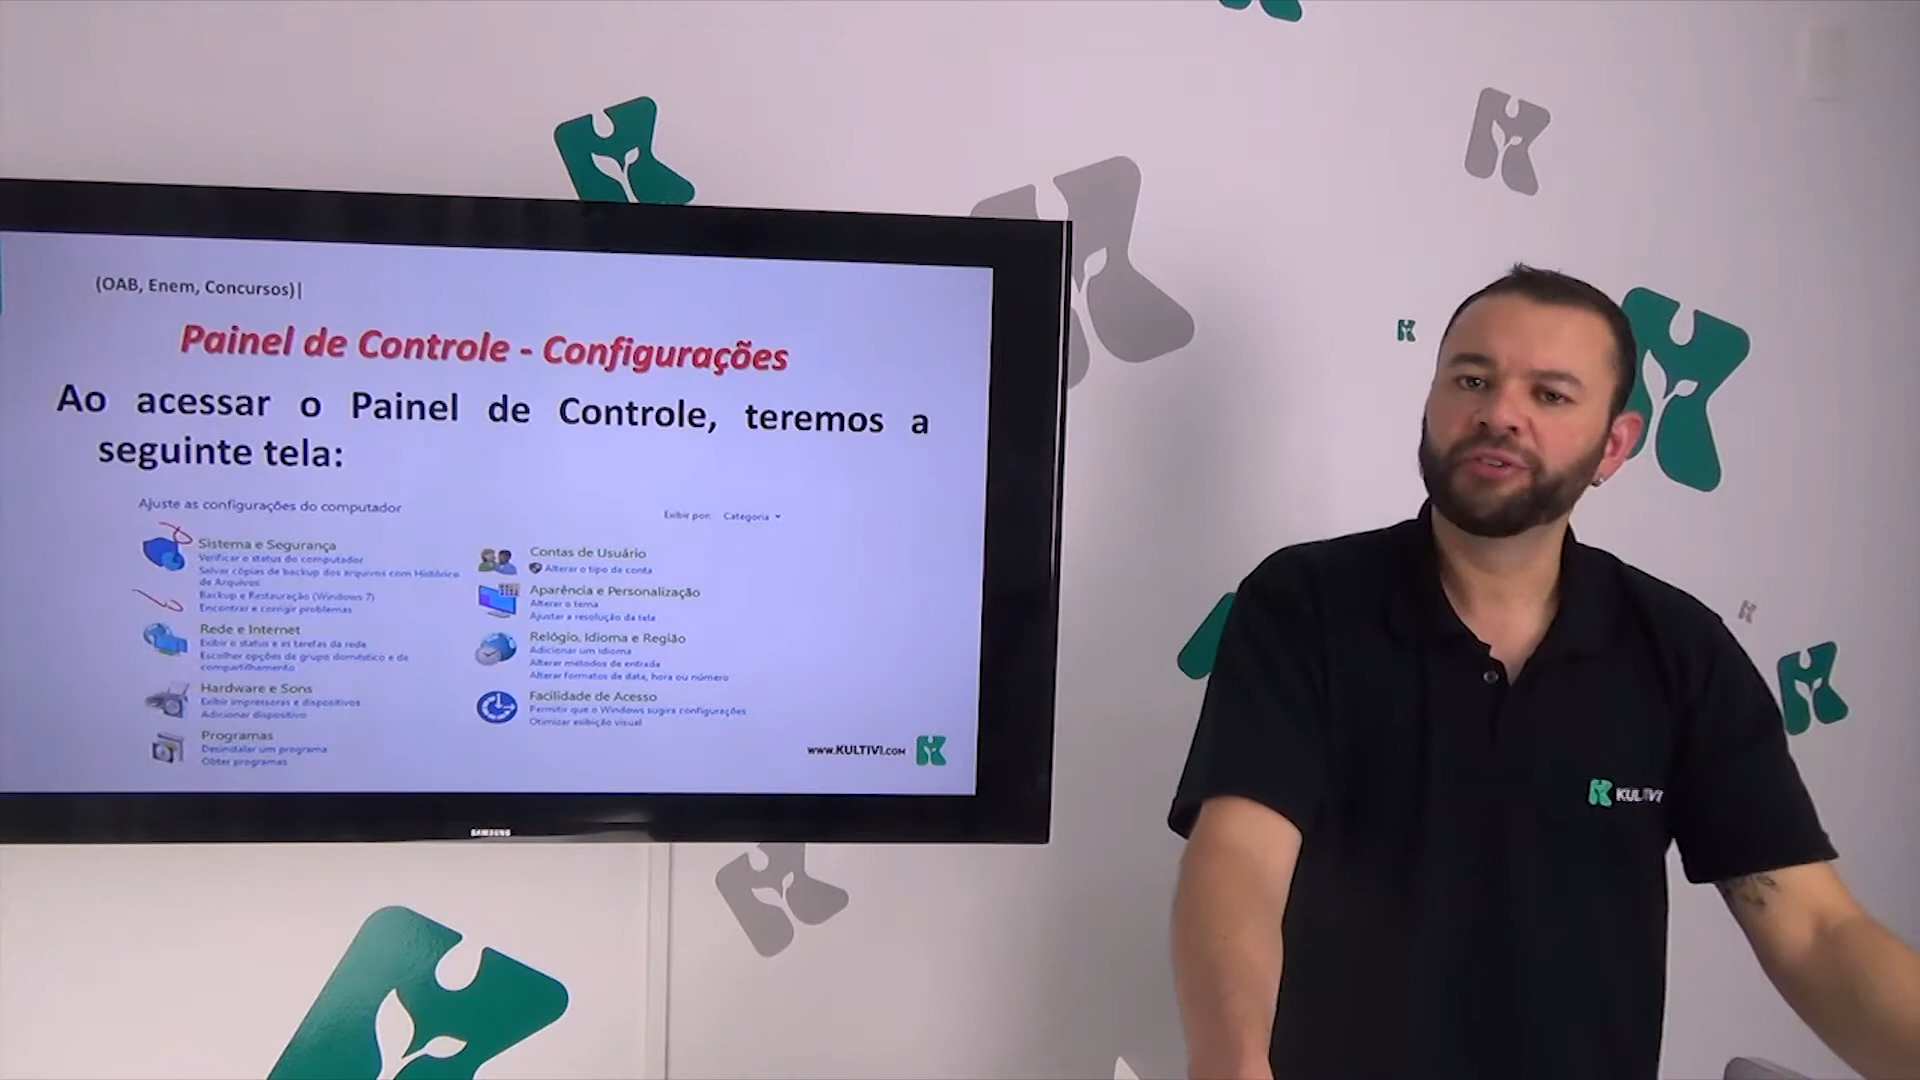 (OAB, Enem, Concursos)|
Painel de Controle - Configurações
Ao acessar o Painel de Controle, teremos a
seguinte tela:
Ajuste as configurações do computador
Exibir por: Categoria
Sistema e Segurança
Verificar o status do computador
Salvar cópias de backup dos arquivos com Histórico
de Arquivos
Backup e Restauração (Windows 7)
Encontrar e corrigir problemas
Rede e Internet
Exibir o status e as tarefas da rede
Escolher opções de grupo doméstico e de
compartilhamento
Hardware e Sons
Exibir impressoras e dispositivos
Adicionar dispositivo
Programas
Desinstalar um programa
Obter programas
Contas de Usuário
Alterar o tipo de conta
Aparência e Personalização
Alterar o tema
Ajustar a resolução da tela
Relógio, Idioma e Região
Adicionar um idioma
Alterar métodos de entrada
Alterar formatos de data, hora ou número
Facilidade de Acesso
Permitir que o Windows sugira configurações
Otimizar exibição visual
www.KULTIVI.COM
SAMSUNG
KULTIVI